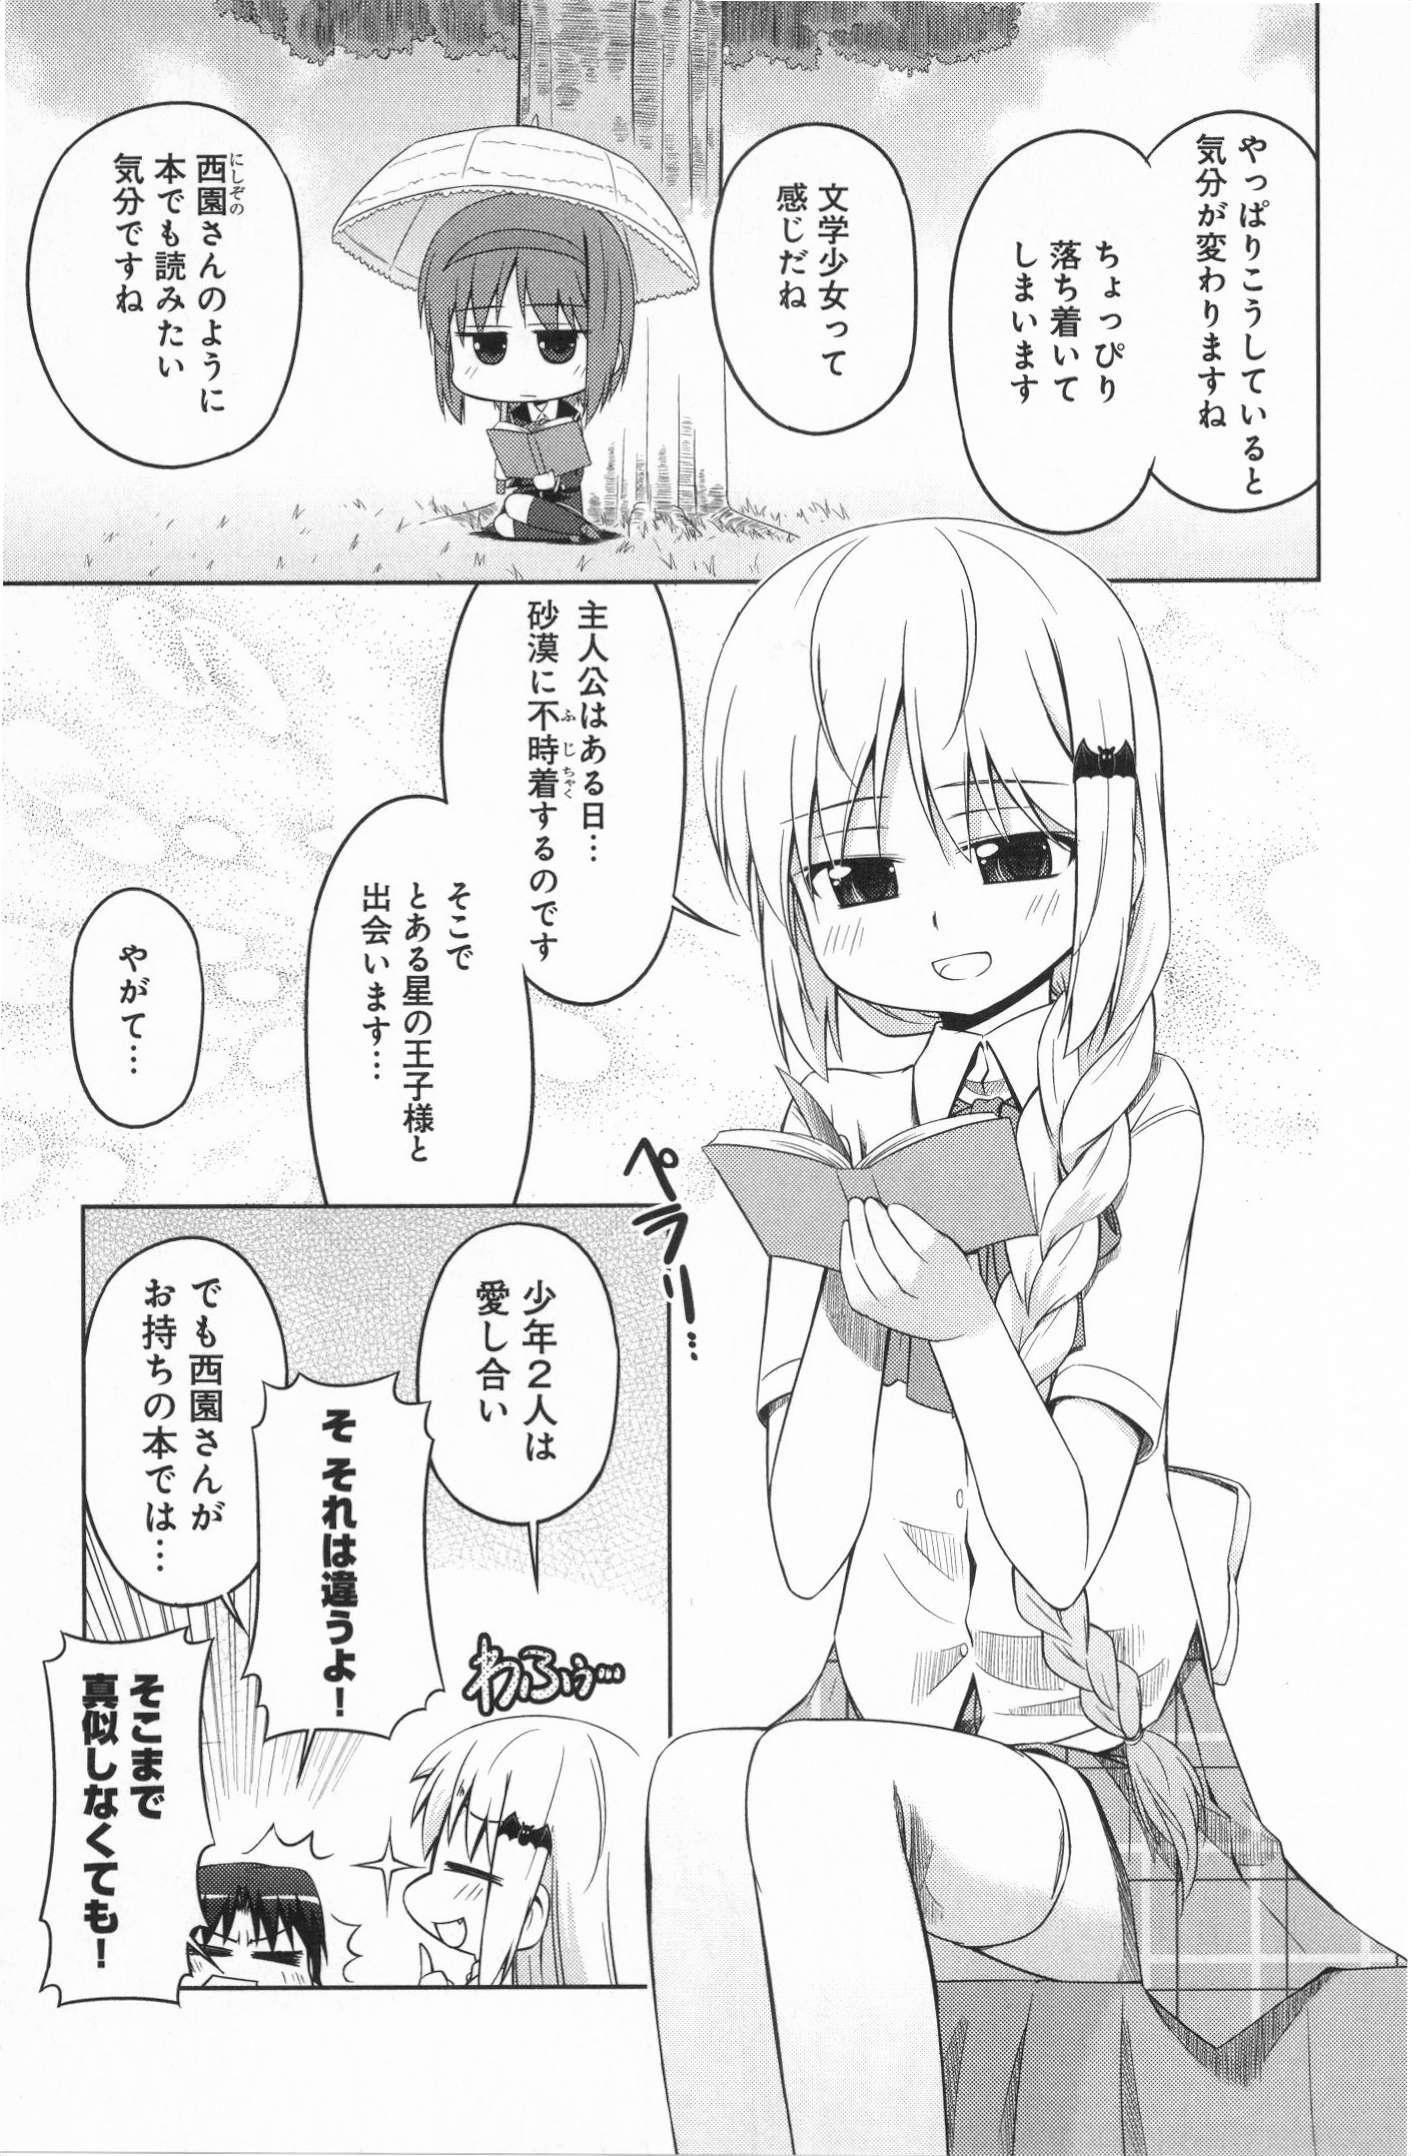 やっぱりこうしていると
気分が変わりますね
ちょっぴり
落ち着いて
しまいます
文学少女って
感じだね
西園さんのように
にしぞの
本でも読みたい
気分ですね
主人公はある日…
砂漠に不時着するのです
ふじちゃく
そこで
とある星の王子様と
出会います…
やがて…
ペラリ…
少年2人は
愛し合い
わふぅ…
そ それは違うよ！
でも西園さんが
お持ちの本では…
そこまで
真似しなくても！